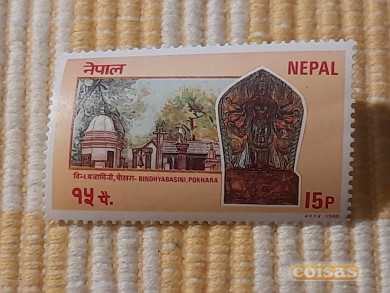 नेपाल NEPAL
विन्ध्यवासिनी, पोखरा- BINDHYABASINI, POKHARA
१५ पै. 15P
coisas